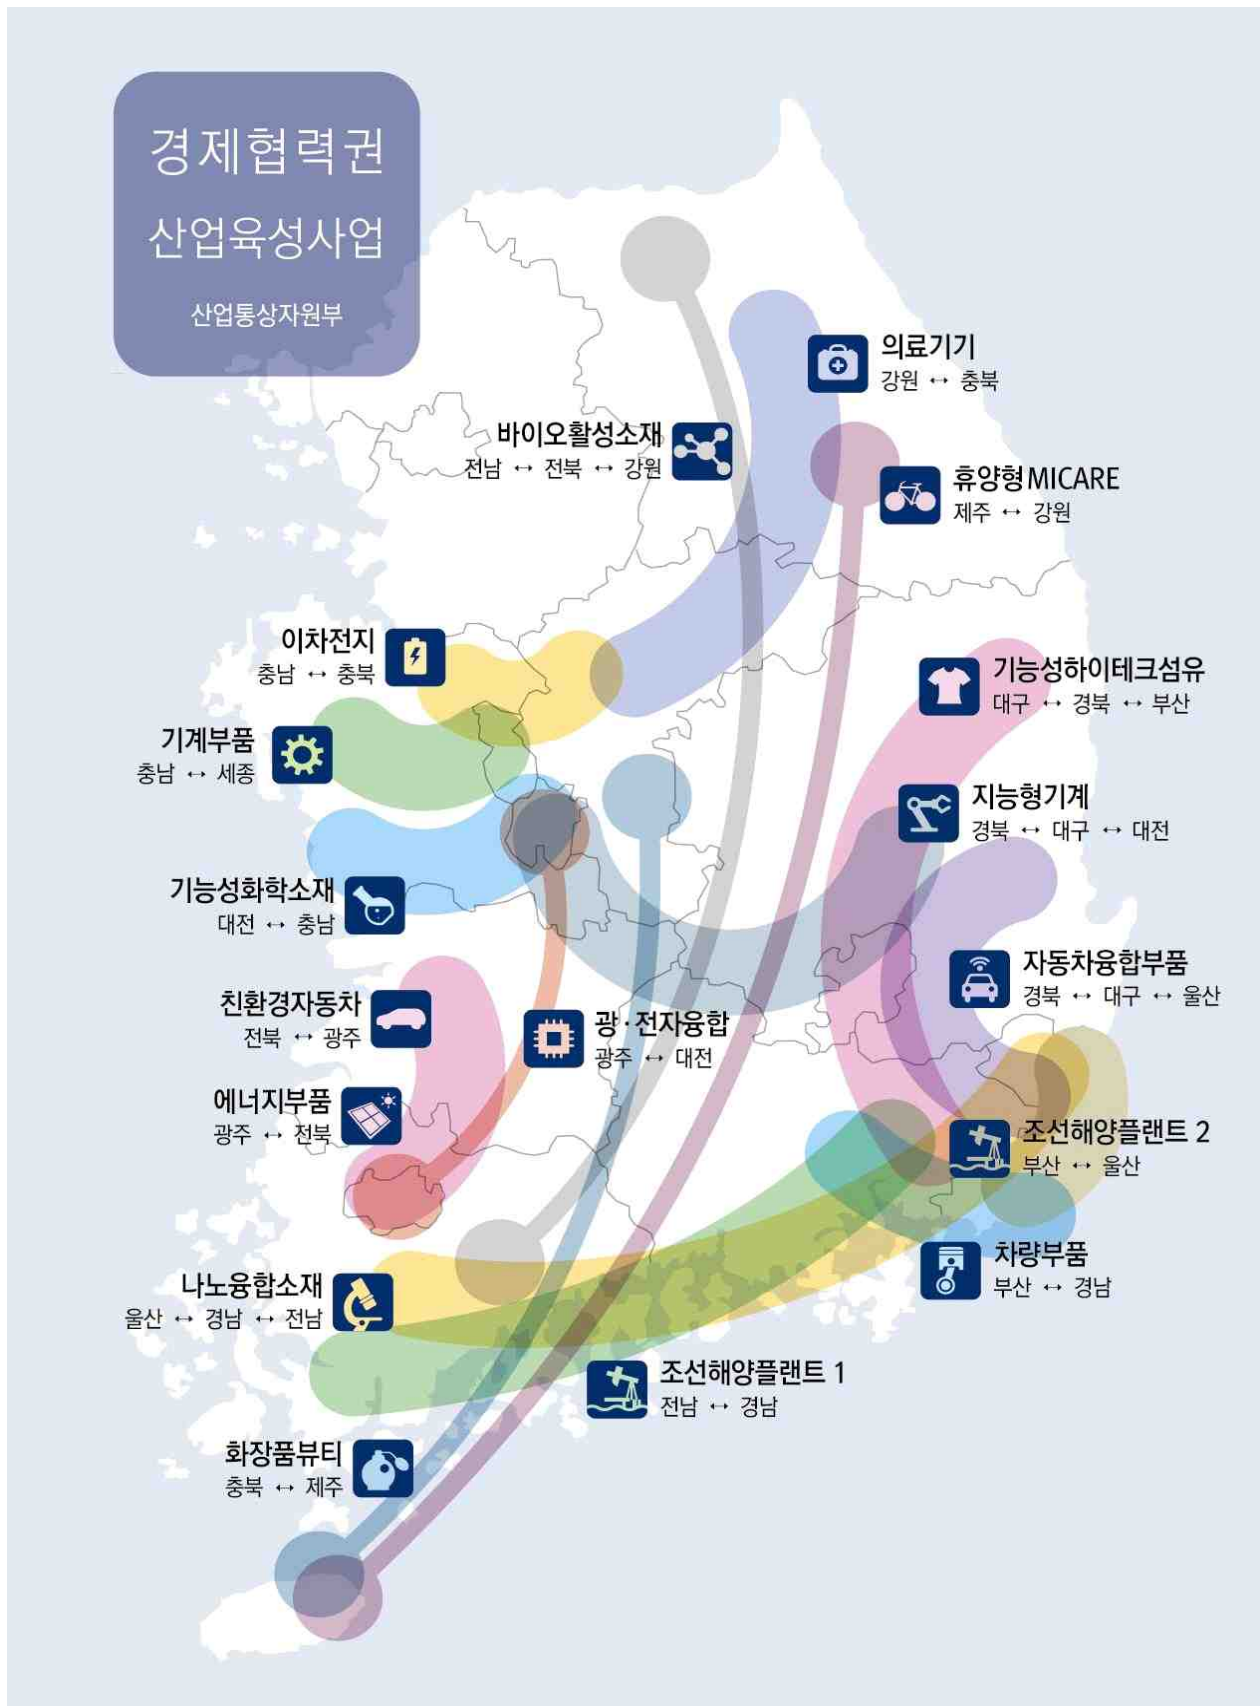 경제협력권
산업육성사업
산업통상자원부
의료기기
강원 ↔ 충북
바이오활성소재
전남 ↔ 전북 ↔ 강원
휴양형MICARE
제주 ↔ 강원
이차전지
충남 ↔ 충북
기능성하이테크섬유
대구 ↔ 경북 ↔ 부산
기계부품
충남 ↔ 세종
지능형기계
경북 ↔ 대구 ↔ 대전
기능성화학소재
대전 ↔ 충남
자동차융합부품
경북 ↔ 대구 ↔ 울산
친환경자동차
전북 ↔ 광주
광·전자융합
광주 ↔ 대전
에너지부품
광주 ↔ 전북
조선해양플랜트 2
부산 ↔ 울산
차량부품
부산 ↔ 경남
나노융합소재
울산 ↔ 경남 ↔ 전남
조선해양플랜트 1
전남 ↔ 경남
화장품뷰티
충북 ↔ 제주